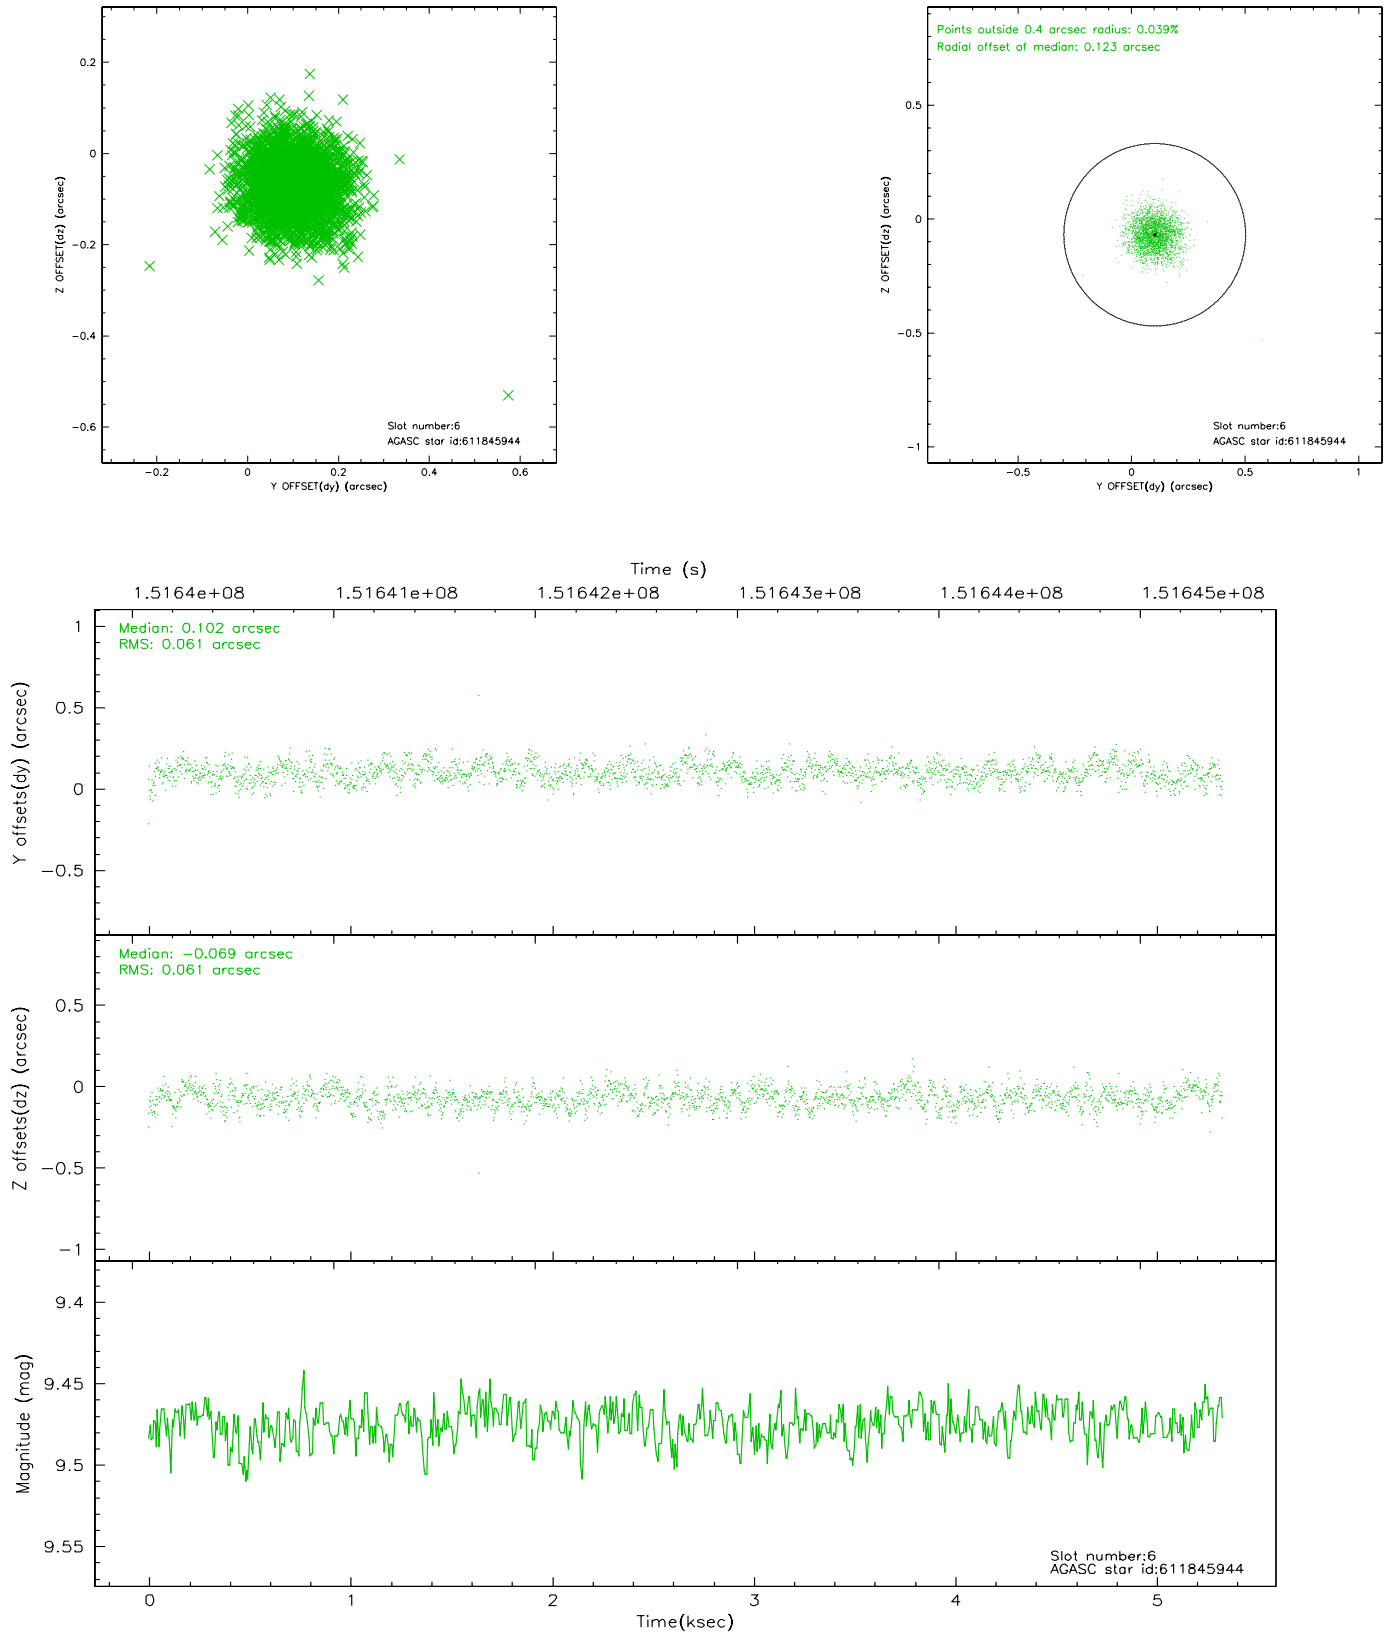 0.2
0
−0.2
−0.4
−0.6
Z OFFSET(dz) (arcsec)
−0.2 0 0.2 0.4 0.6
Y OFFSET(dy) (arcsec)
Slot number:6
AGASC star id:611845944
Points outside 0.4 arcsec radius: 0.039%
Radial offset of median: 0.123 arcsec
0.5
0
−0.5
−1
Z OFFSET(dz) (arcsec)
−0.5 0 0.5 1
Y OFFSET(dy) (arcsec)
Slot number:6
AGASC star id:611845944
Time (s)
1.5164e+08 1.51641e+08 1.51642e+08 1.51643e+08 1.51644e+08 1.51645e+08
Median: 0.102 arcsec
RMS: 0.061 arcsec
1
0.5
0
−0.5
Y offsets(dy) (arcsec)
Median: −0.069 arcsec
RMS: 0.061 arcsec
0.5
0
−0.5
−1
Z offsets(dz) (arcsec)
9.4
9.45
9.5
9.55
Magnitude (mag)
Slot number:6
AGASC star id:611845944
0 1 2 3 4 5
Time(ksec)